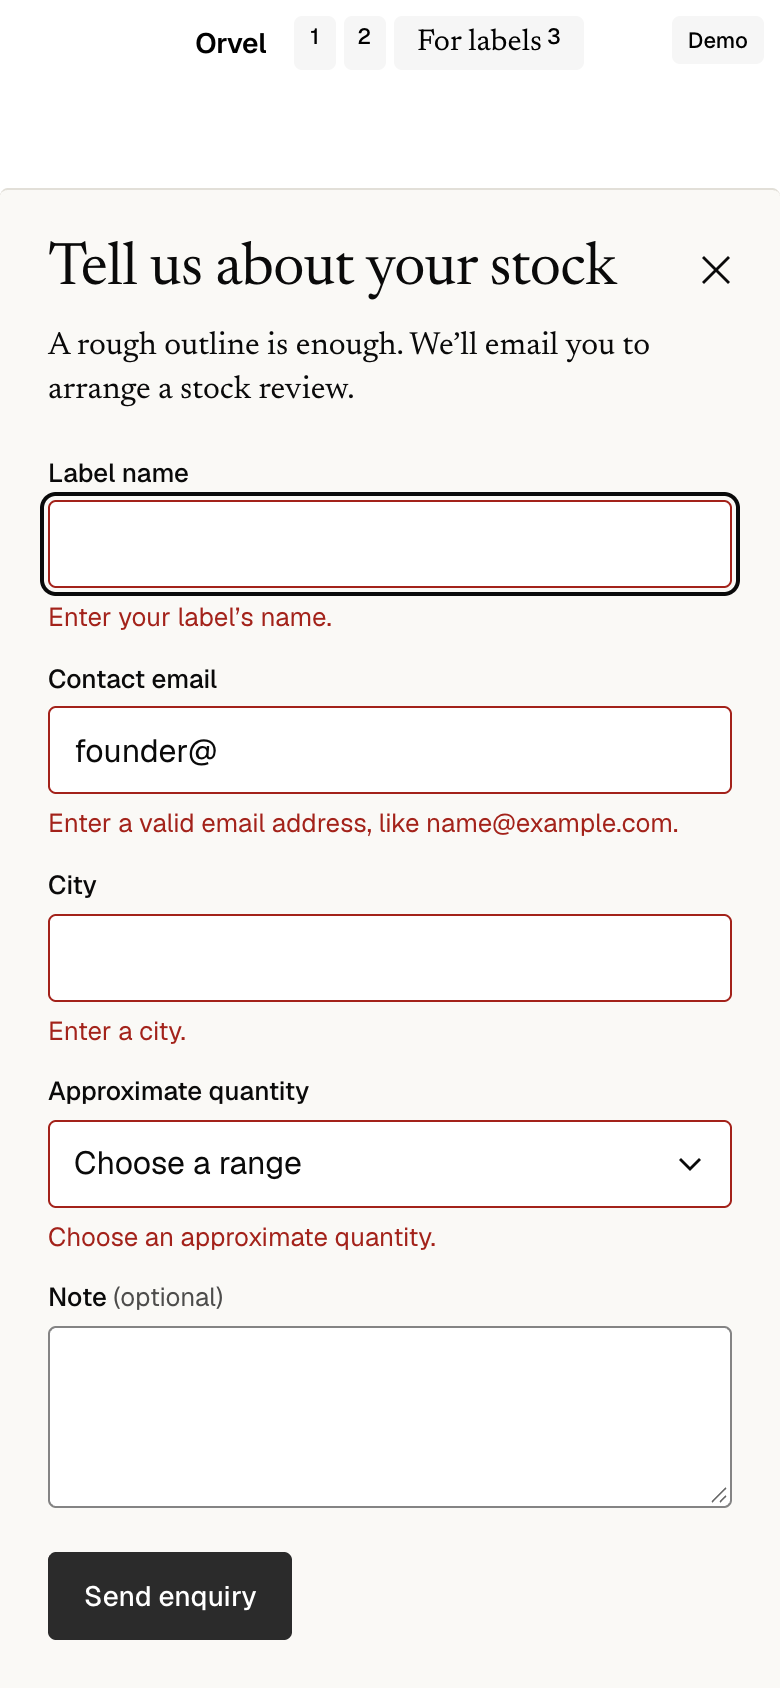 Orvel 1 2 For labels 3 Demo
Tell us about your stock
A rough outline is enough. We’ll email you to
arrange a stock review.
Label name
Enter your label’s name.
Contact email
founder@
Enter a valid email address, like name@example.com.
City
Enter a city.
Approximate quantity
Choose a range
Choose an approximate quantity.
Note (optional)
Send enquiry